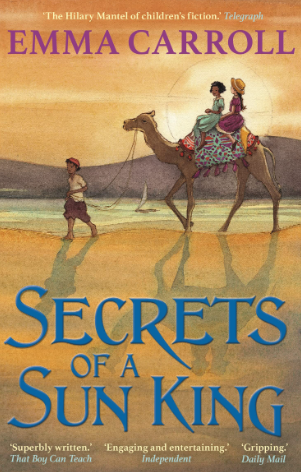 'The Hilary Mantel of children's fiction.' Telegraph
EMMA CARROLL
SECRETS
OF A
SUN KING
'Superbly written.' 'Engaging and entertaining.' 'Gripping.'
That Boy Can Teach Independent Daily Mail